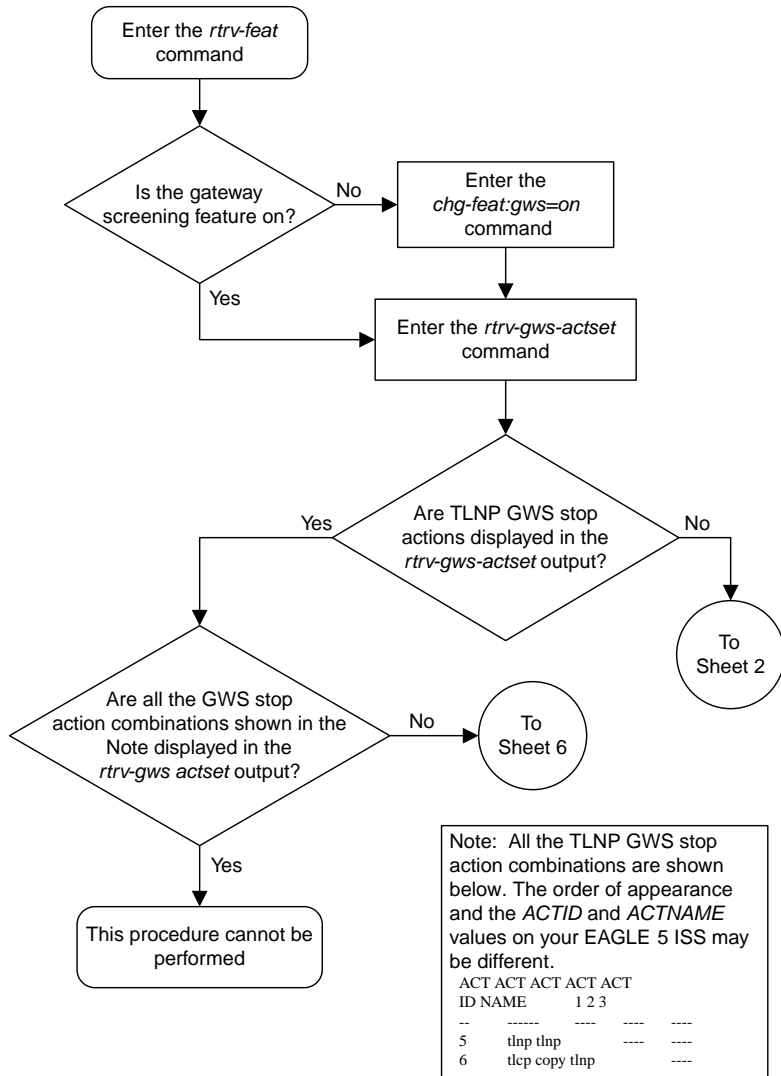 Enter the rtrv-feat
command
Is the gateway
screening feature on?
No
Enter the
chg-feat:gws=on
command
Yes
Enter the rtrv-gws-actset
command
Are TLNP GWS stop
actions displayed in the
rtrv-gws-actset output?
Yes
No
To
Sheet 2
Are all the GWS stop
action combinations shown in the
Note displayed in the
rtrv-gws actset output?
No
To
Sheet 6
Yes
This procedure cannot be
performed
Note: All the TLNP GWS stop
action combinations are shown
below. The order of appearance
and the ACTID and ACTNAME
values on your EAGLE 5 ISS may
be different.
ACT ACT ACT ACT ACT
ID NAME 1 2 3
-- ------ ---- ---- ----
5 tlnp tlnp ---- ----
6 tlcp copy tlnp ----